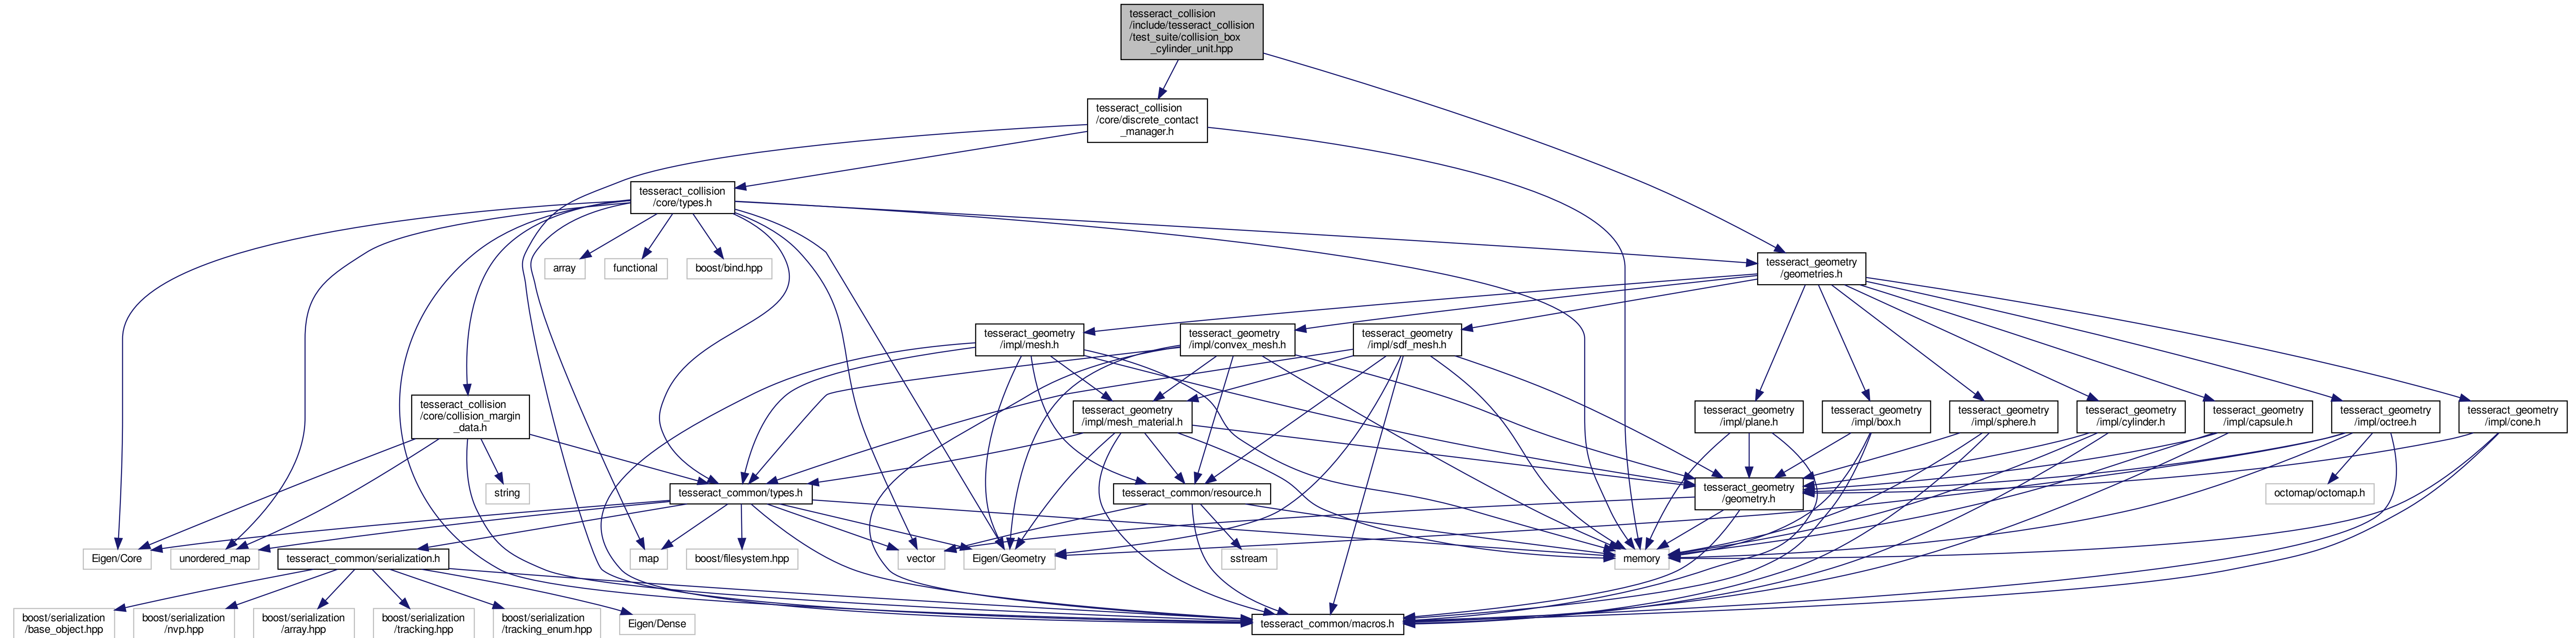 tesseract_collision
/include/tesseract_collision
/test_suite/collision_box
_cylinder_unit.hpp
tesseract_collision
/core/discrete_contact
_manager.h
tesseract_collision
/core/types.h
array
functional
boost/bind.hpp
tesseract_geometry
/geometries.h
tesseract_geometry
/impl/mesh.h
tesseract_geometry
/impl/convex_mesh.h
tesseract_geometry
/impl/sdf_mesh.h
tesseract_collision
/core/collision_margin
_data.h
tesseract_geometry
/impl/mesh_material.h
tesseract_geometry
/impl/plane.h
tesseract_geometry
/impl/box.h
tesseract_geometry
/impl/sphere.h
tesseract_geometry
/impl/cylinder.h
tesseract_geometry
/impl/capsule.h
tesseract_geometry
/impl/octree.h
tesseract_geometry
/impl/cone.h
string
tesseract_common/types.h
tesseract_common/resource.h
tesseract_geometry
/geometry.h
octomap/octomap.h
Eigen/Core
unordered_map
tesseract_common/serialization.h
map
boost/filesystem.hpp
vector
Eigen/Geometry
sstream
memory
boost/serialization
/base_object.hpp
boost/serialization
/nvp.hpp
boost/serialization
/array.hpp
boost/serialization
/tracking.hpp
boost/serialization
/tracking_enum.hpp
Eigen/Dense
tesseract_common/macros.h